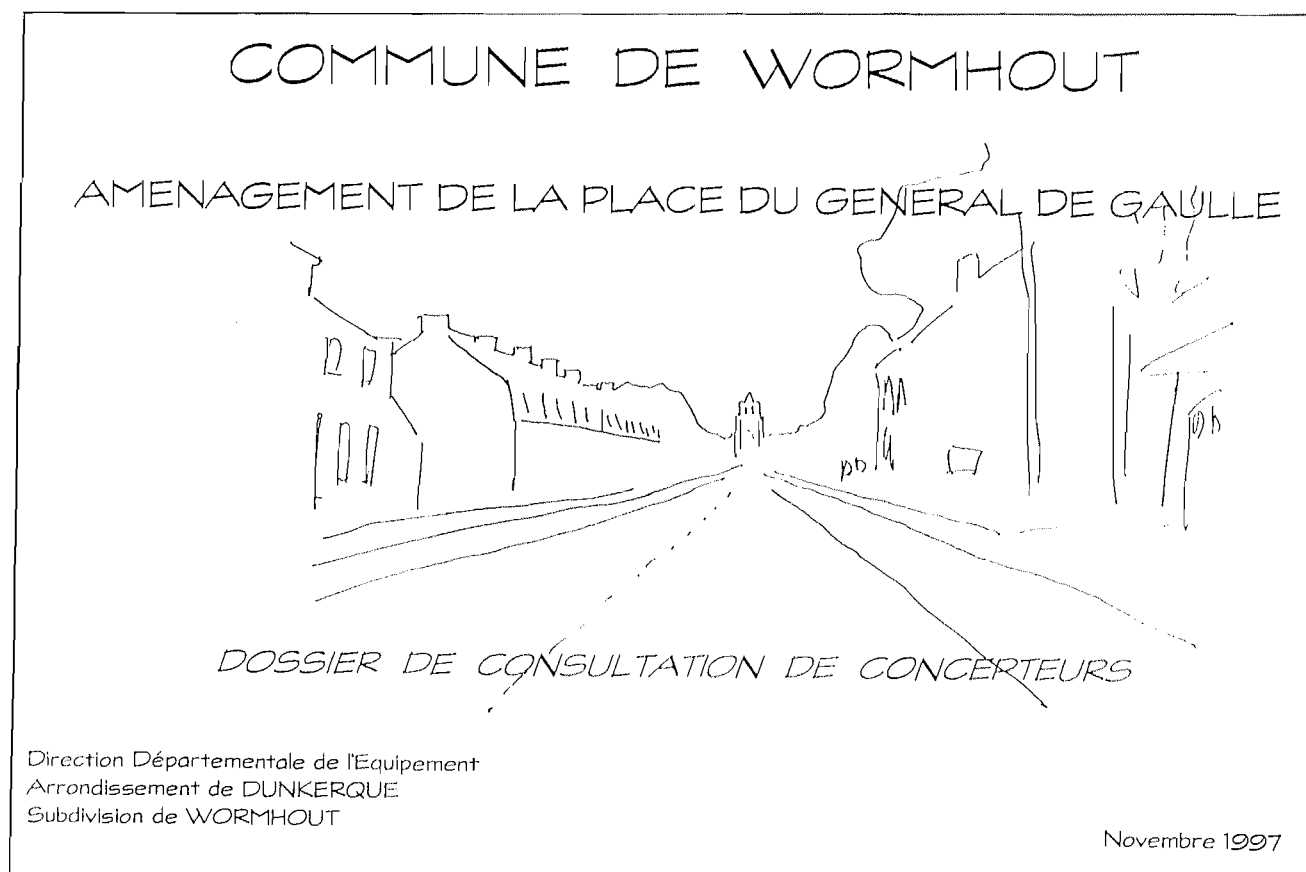 COMMUNE DE WORMHOUT
AMENAGEMENT DE LA PLACE DU GENERAL DE GAULLE
DOSSIER DE CONSULTATION DE CONCEPTEURS
Direction Départementale de l'Equipement
Arrondissement de DUNKERQUE
Subdivision de WORMHOUT
Novembre 1997